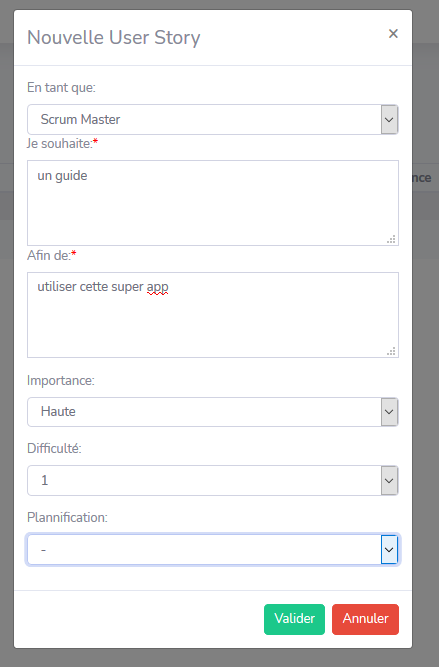 Nouvelle User Story ×
En tant que:
Scrum Master
Je souhaite:*
nce
un guide
Afin de:*
utiliser cette super app
Importance:
Haute
Difficulté:
1
Plannification:
-
Valider Annuler